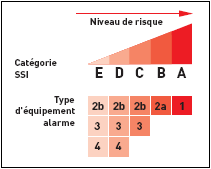 Niveau de risque
Catégorie
SSI
E D C B A
Type
d'équipement
alarme
2b 2b 2b 2a 1
3 3 3
4 4